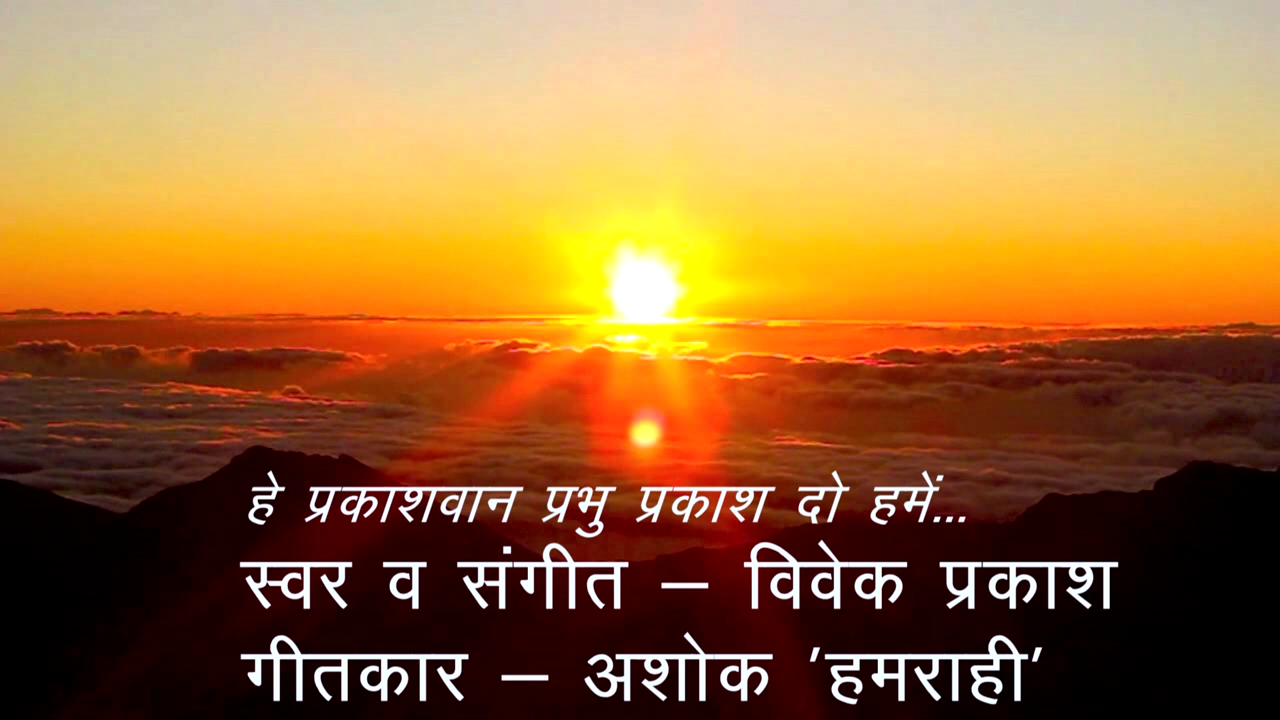 हे प्रकाशवान प्रभु प्रकाश दो हमें...
स्वर व संगीत – विवेक प्रकाश
गीतकार – अशोक 'हमराही'